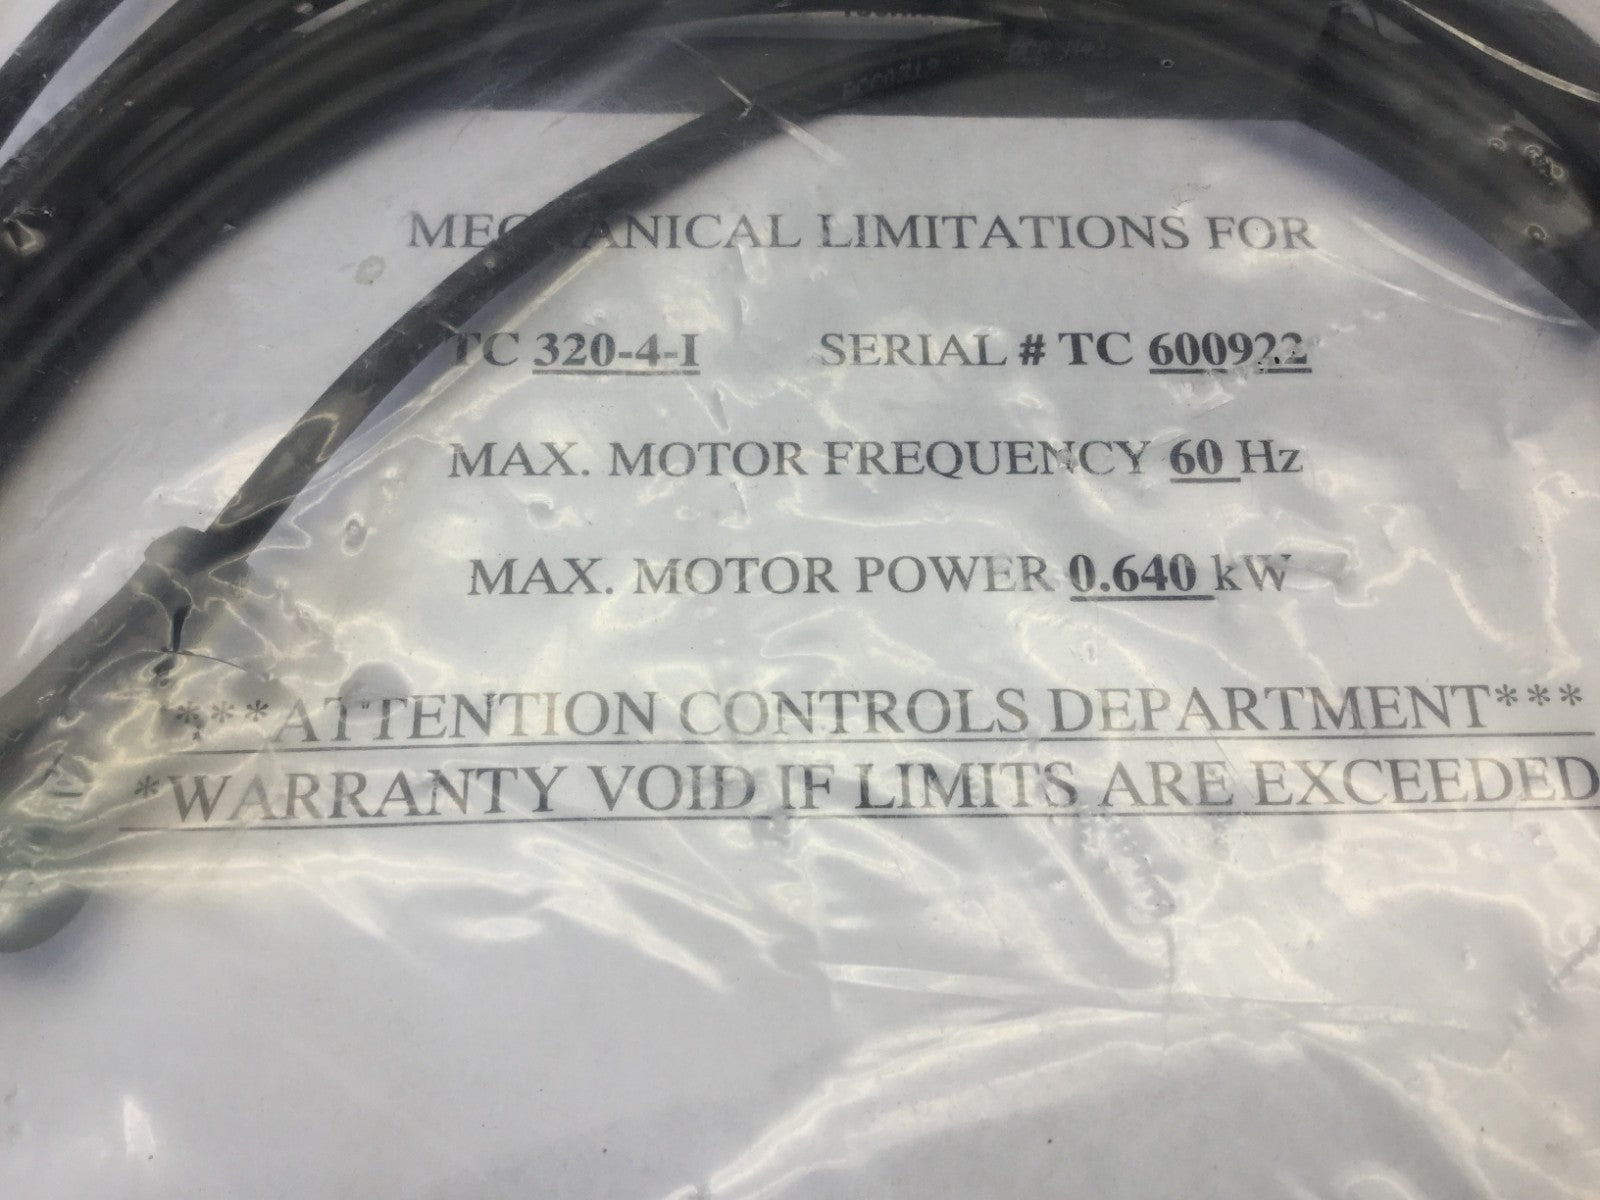 MECHANICAL LIMITATIONS FOR
TC 320-4-I SERIAL # TC 600922
MAX. MOTOR FREQUENCY 60 Hz
MAX. MOTOR POWER 0.640 kW
***ATTENTION CONTROLS DEPARTMENT***
*WARRANTY VOID IF LIMITS ARE EXCEEDED